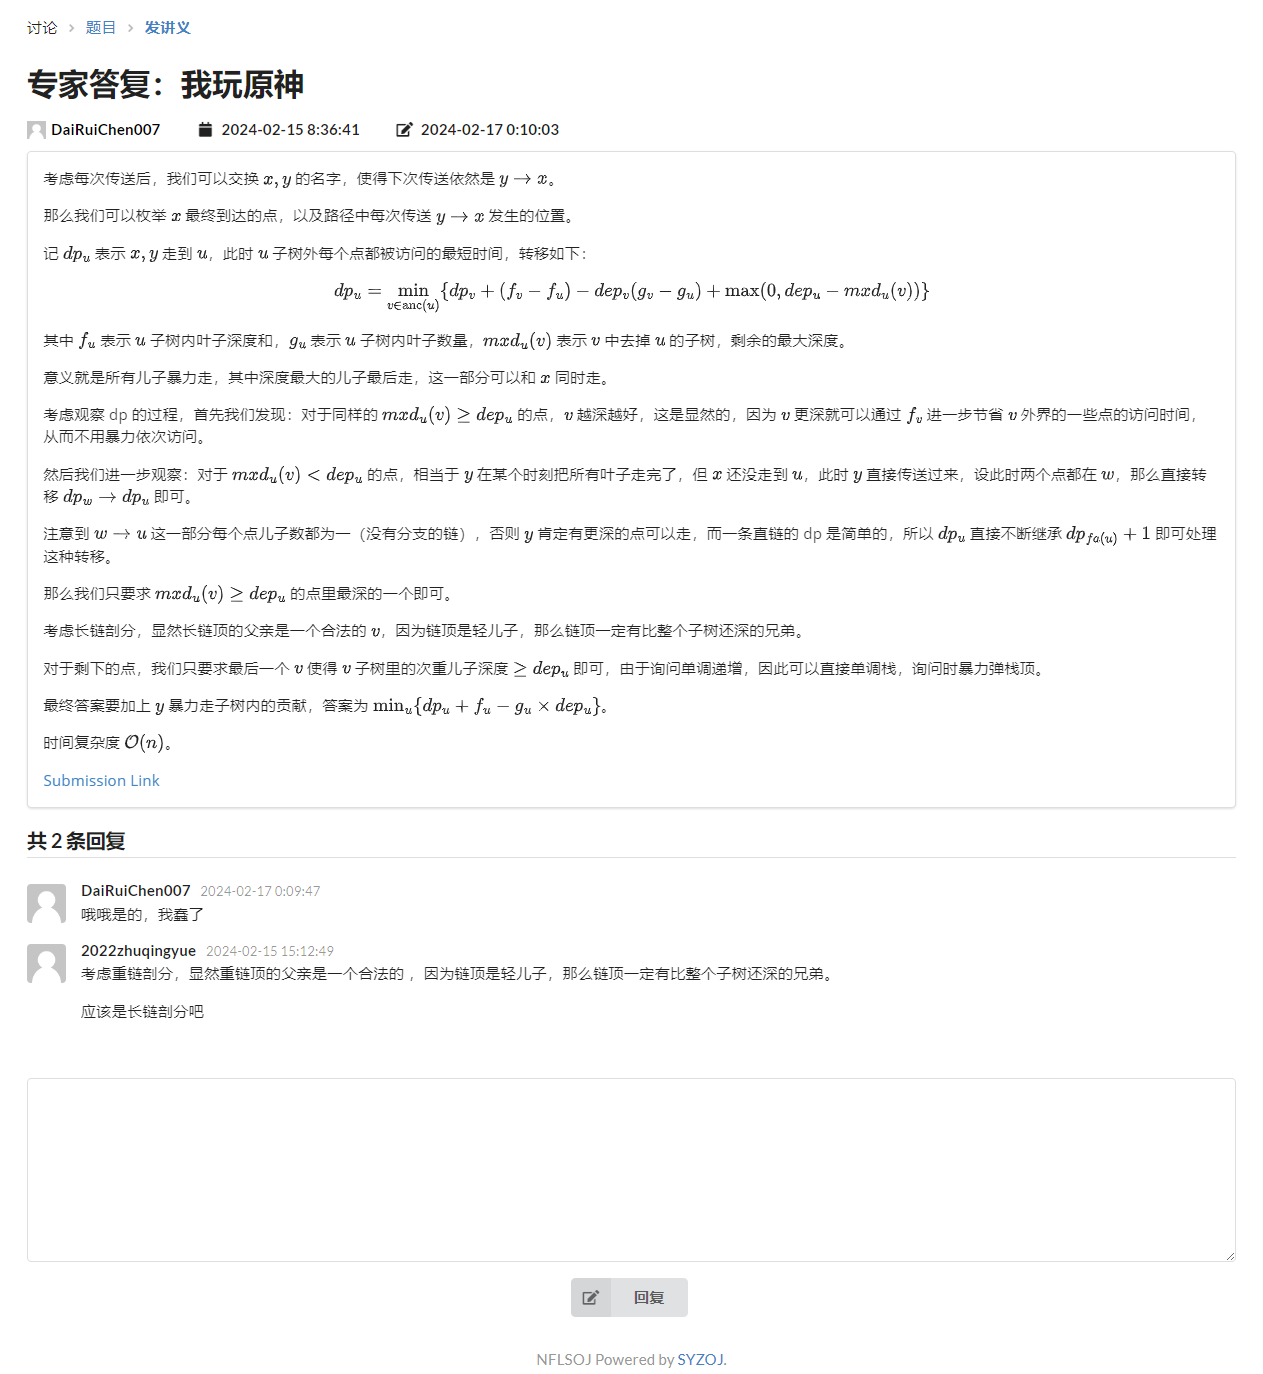 讨论 > 题目 > 发讲义
专家答复：我玩原神
DaiRuiChen007 2024-02-15 8:36:41 2024-02-17 0:10:03
考虑每次传送后，我们可以交换 x, y 的名字，使得下次传送依然是 y → x。
那么我们可以枚举 x 最终到达的点，以及路径中每次传送 y → x 发生的位置。
记 dp_u 表示 x, y 走到 u，此时 u 子树外每个点都被访问的最短时间，转移如下：
dp_u = min_{v∈anc(u)} {dp_v + (f_v − f_u) − dep_v(g_v − g_u) + max(0, dep_u − mxd_u(v))}
其中 f_u 表示 u 子树内叶子深度和，g_u 表示 u 子树内叶子数量，mxd_u(v) 表示 v 中去掉 u 的子树，剩余的最大深度。
意义就是所有儿子暴力走，其中深度最大的儿子最后走，这一部分可以和 x 同时走。
考虑观察 dp 的过程，首先我们发现：对于同样的 mxd_u(v) ≥ dep_u 的点，v 越深越好，这是显然的，因为 v 更深就可以通过 f_v 进一步节省 v 外界的一些点的访问时间，
从而不用暴力依次访问。
然后我们进一步观察：对于 mxd_u(v) < dep_u 的点，相当于 y 在某个时刻把所有叶子走完了，但 x 还没走到 u，此时 y 直接传送过来，设此时两个点都在 w，那么直接转
移 dp_w → dp_u 即可。
注意到 w → u 这一部分每个点儿子数都为一（没有分支的链），否则 y 肯定有更深的点可以走，而一条直链的 dp 是简单的，所以 dp_u 直接不断继承 dp_{fa(u)} + 1 即可处理
这种转移。
那么我们只要求 mxd_u(v) ≥ dep_u 的点里最深的一个即可。
考虑长链剖分，显然长链顶的父亲是一个合法的 v，因为链顶是轻儿子，那么链顶一定有比整个子树还深的兄弟。
对于剩下的点，我们只要求最后一个 v 使得 v 子树里的次重儿子深度 ≥ dep_u 即可，由于询问单调递增，因此可以直接单调栈，询问时暴力弹栈顶。
最终答案要加上 y 暴力走子树内的贡献，答案为 min_u{dp_u + f_u − g_u × dep_u}。
时间复杂度 O(n)。
Submission Link
共 2 条回复
DaiRuiChen007 2024-02-17 0:09:47
哦哦是的，我蠢了
2022zhuqingyue 2024-02-15 15:12:49
考虑重链剖分，显然重链顶的父亲是一个合法的 ，因为链顶是轻儿子，那么链顶一定有比整个子树还深的兄弟。
应该是长链剖分吧
回复
NFLSOJ Powered by SYZOJ.